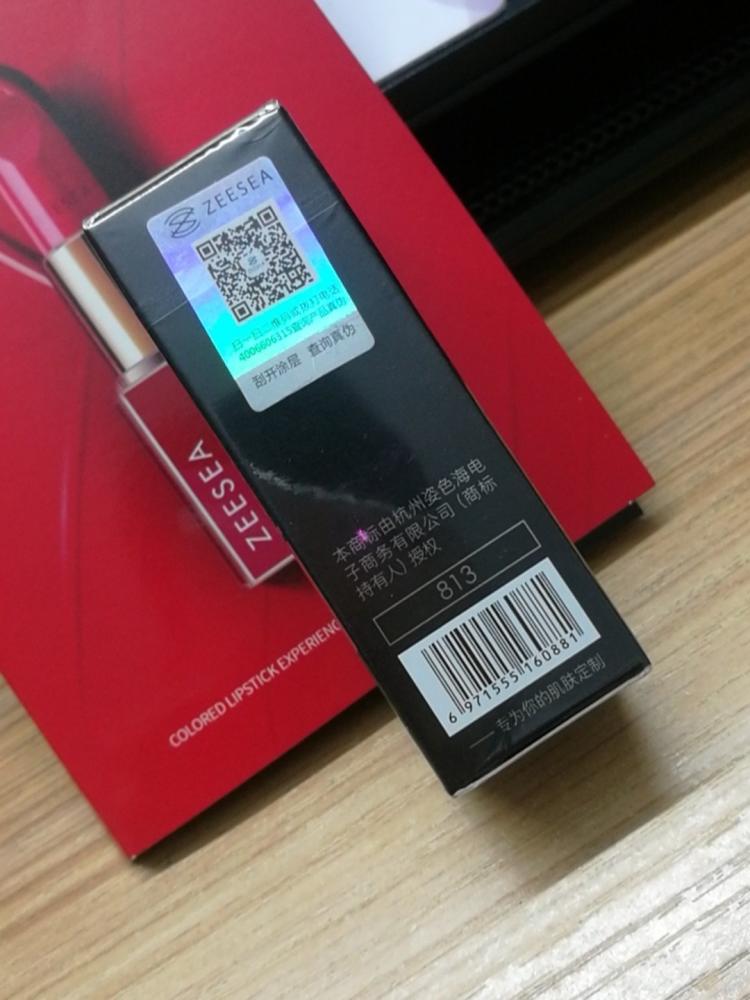 ZEESEA
扫一扫二维码或拨打电话
4006606315查询产品真伪
刮开涂层 查询真伪
本商标由杭州姿色海电
子商务有限公司（商标
持有人）授权
813
6 971555 160881
专为你的肌肤定制
ZEESEA
COLORED LIPSTICK EXPERIENC